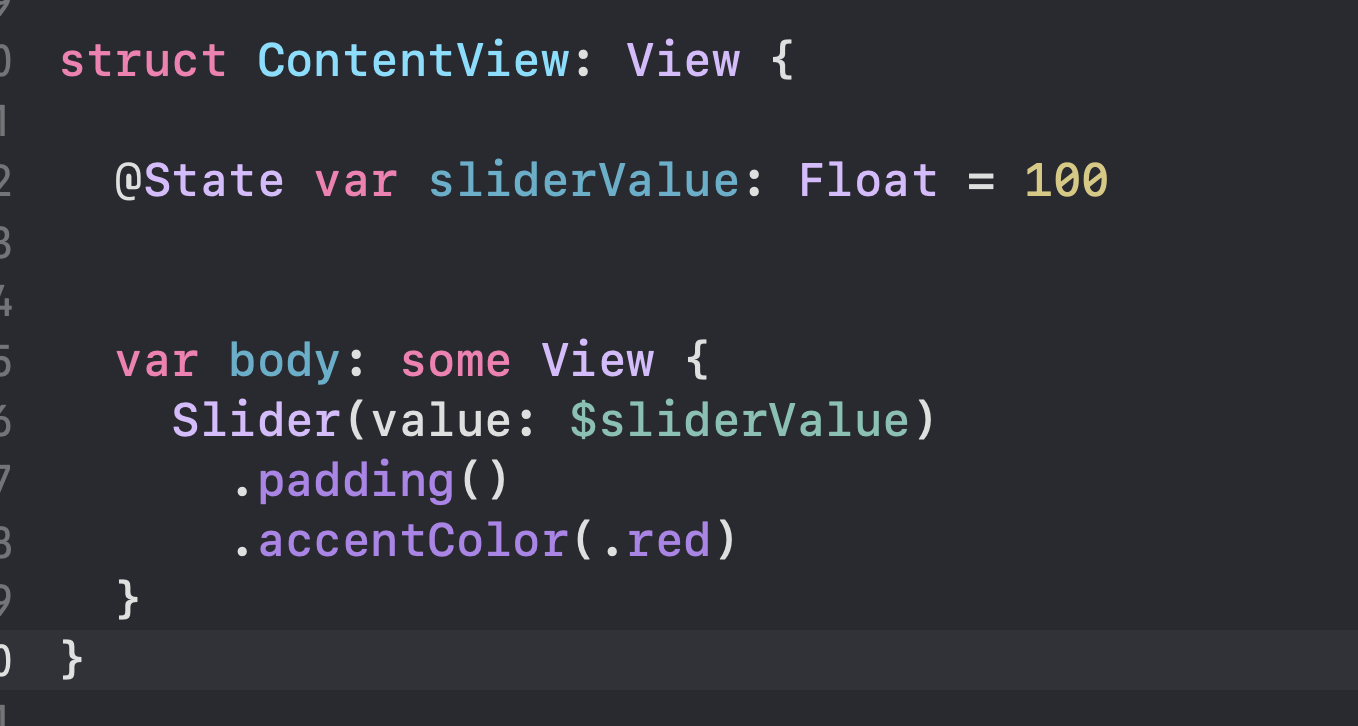 9
0 struct ContentView: View {
1
2 @State var sliderValue: Float = 100
3
4
5 var body: some View {
6 Slider(value: $sliderValue)
7 .padding()
8 .accentColor(.red)
9 }
0 }
1